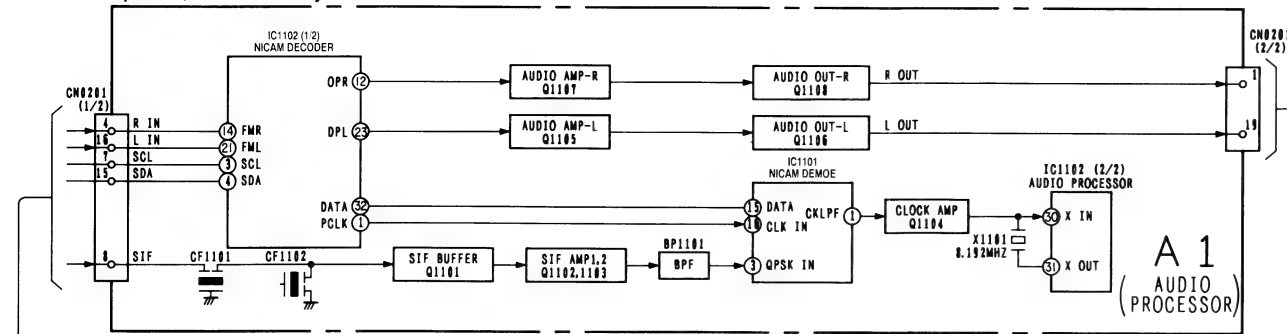 IC1102 (1/2)
NICAM DECODER
CN0201
(1/2)
4
R IN
16
L IN
7
SCL
15
SDA
8
SIF
14 FMR
21 FML
3 SCL
4 SDA
OPR 12
DPL 23
DATA 32
PCLK 1
AUDIO AMP-R
Q1107
AUDIO OUT-R
Q1108
R OUT
AUDIO AMP-L
Q1105
AUDIO OUT-L
Q1106
L OUT
CN0201
(2/2)
1
19
IC1101
NICAM DEMOE
15 DATA
10 CLK IN
3 QPSK IN
CKLPF 1
CLOCK AMP
Q1104
IC1102 (2/2)
AUDIO PROCESSOR
30 X IN
31 X OUT
X1101
8.192MHZ
CF1101
CF1102
SIF BUFFER
Q1101
SIF AMP1,2
Q1102,1103
BP1101
BPF
A 1
(AUDIO
PROCESSOR)